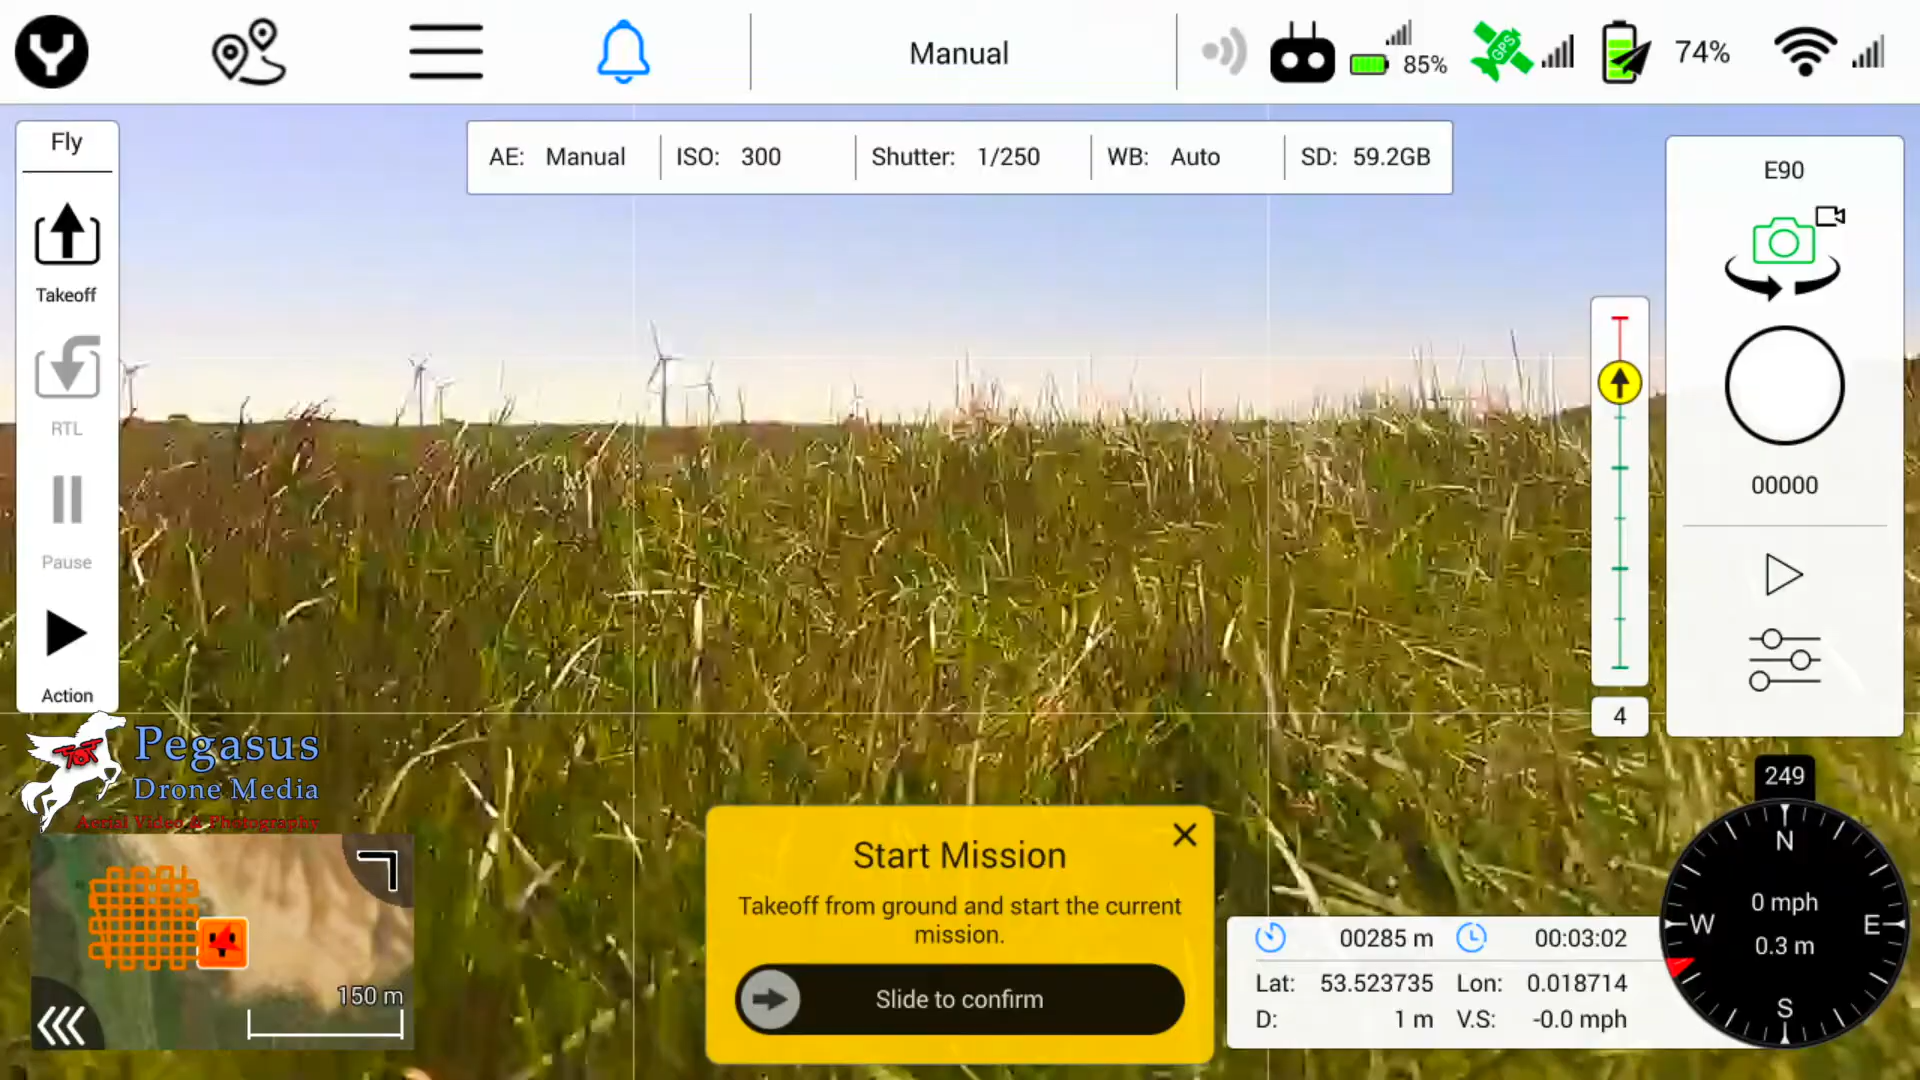 Manual
85%
GPS
74%
Fly
Takeoff
RTL
Pause
Action
AE: Manual
ISO: 300
Shutter: 1/250
WB: Auto
SD: 59.2GB
E90
00000
4
Pegasus
Drone Media
Aerial Video & Photography
150 m
Start Mission
Takeoff from ground and start the current
mission.
Slide to confirm
00285 m 00:03:02
Lat: 53.523735 Lon: 0.018714
D: 1 m V.S: -0.0 mph
249
N
W E
0 mph
0.3 m
S